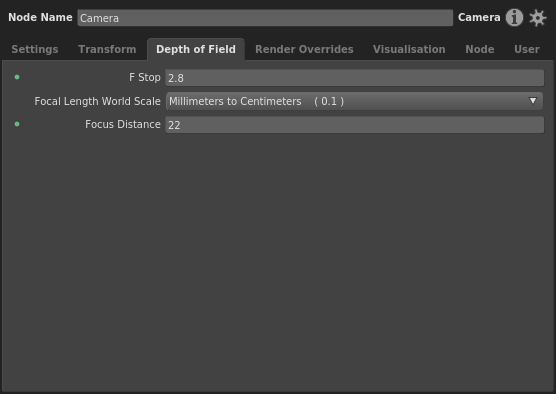 Node Name Camera Camera
Settings Transform Depth of Field Render Overrides Visualisation Node User
F Stop 2.8
Focal Length World Scale Millimeters to Centimeters ( 0.1 )
Focus Distance 22